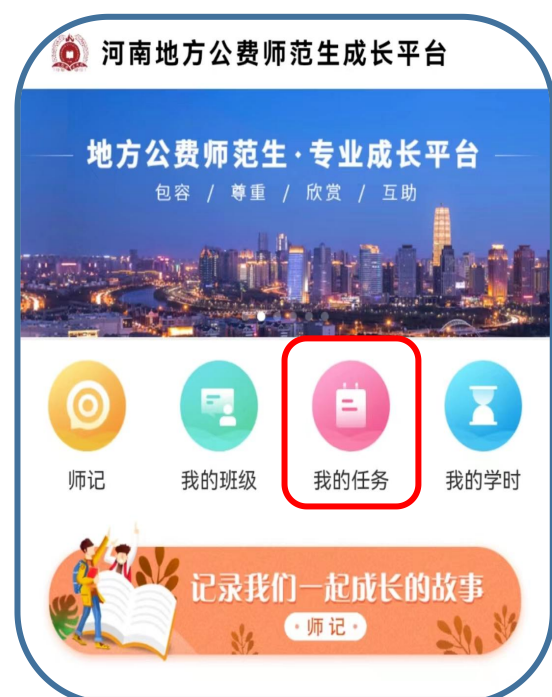 河南地方公费师范生成长平台
地方公费师范生·专业成长平台
包容 / 尊重 / 欣赏 / 互助
师记 我的班级 我的任务 我的学时
记录我们一起成长的故事
·师记·